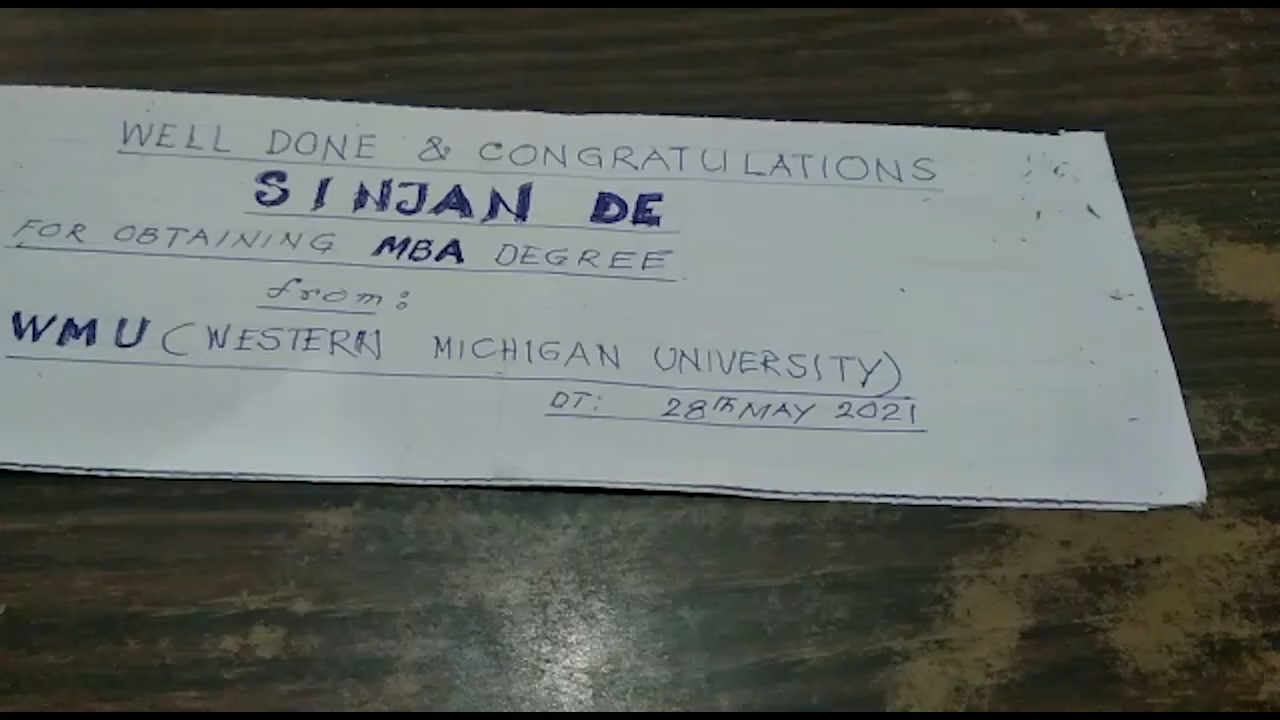 WELL DONE & CONGRATULATIONS
SINJAN DE
FOR OBTAINING MBA DEGREE
from:
WMU (WESTERN MICHIGAN UNIVERSITY)
DT: 28TH MAY 2021